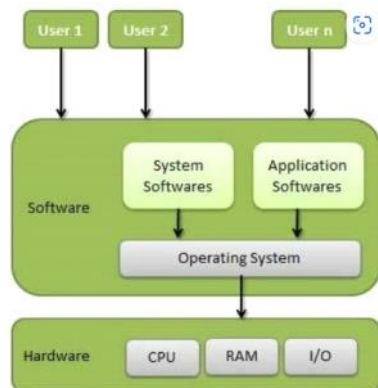 User 1
User 2
User n
System
Softwares
Application
Softwares
Software
Operating System
Hardware
CPU
RAM
I/O